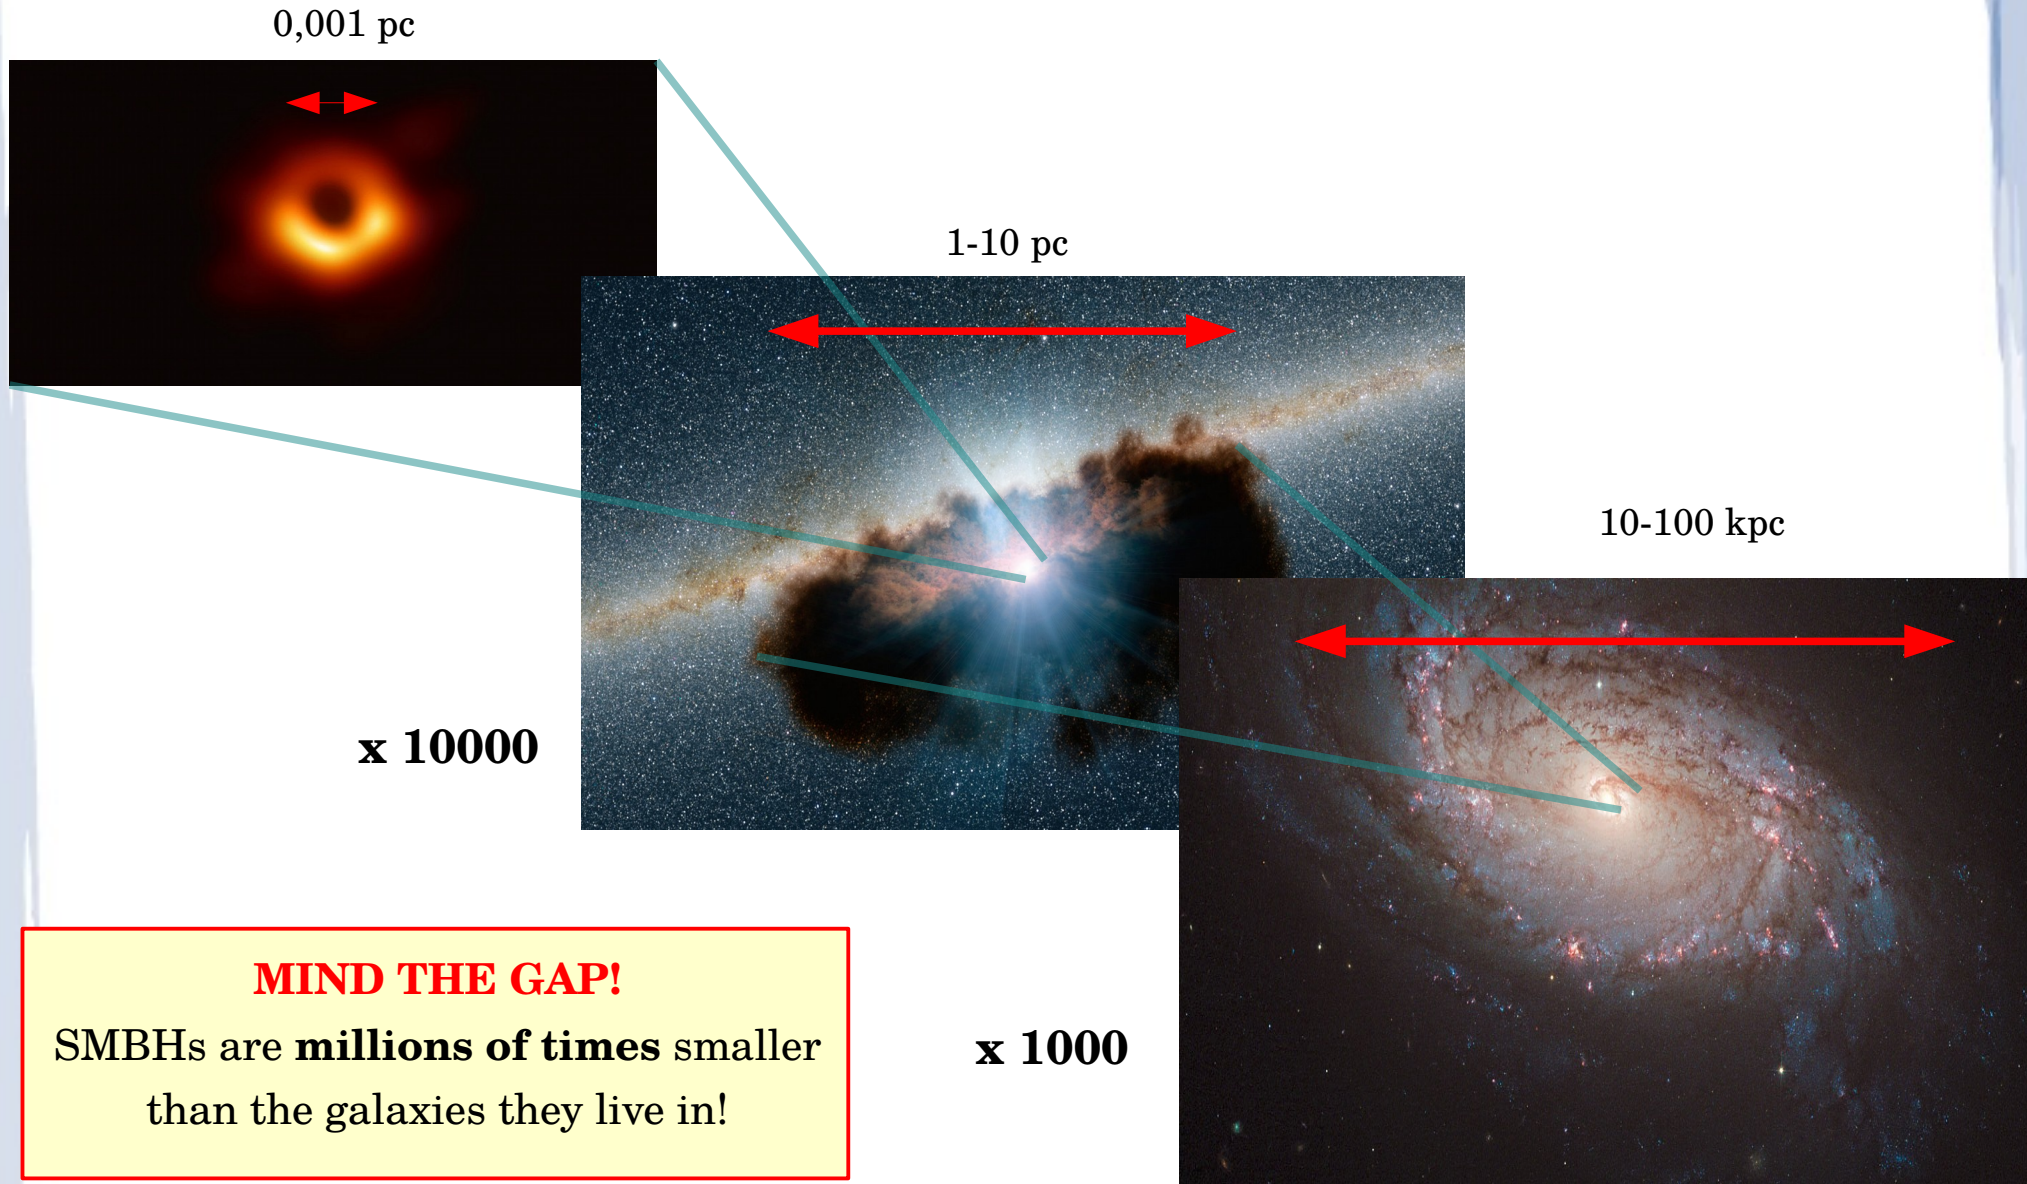 0,001 pc
1-10 pc
10-100 kpc
x 10000
x 1000
MIND THE GAP!
SMBHs are millions of times smaller
than the galaxies they live in!